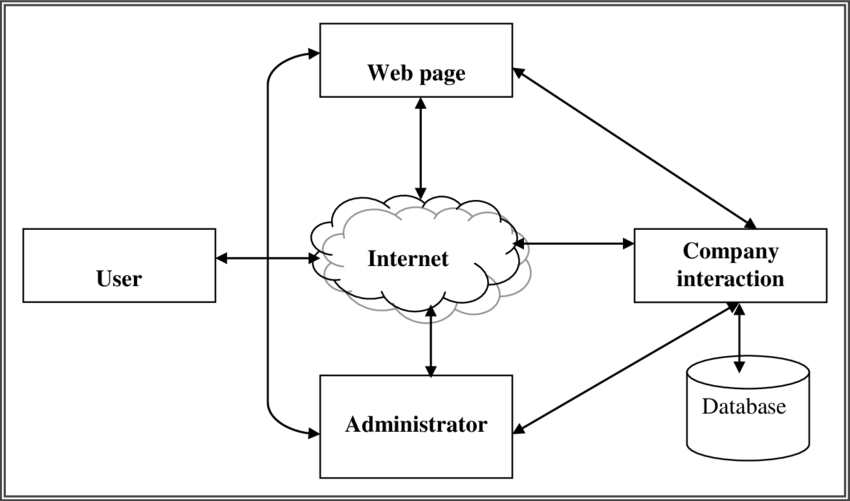 Web page
User
Internet
Company
interaction
Administrator
Database